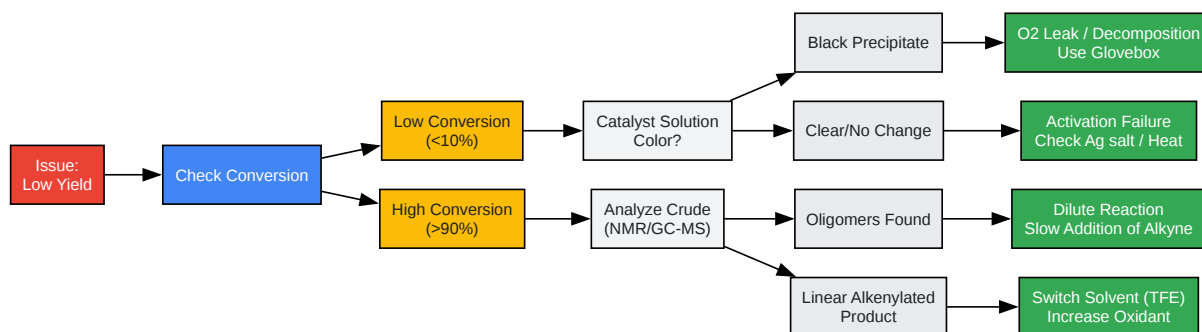 Issue:
Low Yield
Check Conversion
Low Conversion
(<10%)
High Conversion
(>90%)
Catalyst Solution
Color?
Analyze Crude
(NMR/GC-MS)
Black Precipitate
Clear/No Change
Oligomers Found
Linear Alkenylated
Product
O2 Leak / Decomposition
Use Glovebox
Activation Failure
Check Ag salt / Heat
Dilute Reaction
Slow Addition of Alkyne
Switch Solvent (TFE)
Increase Oxidant